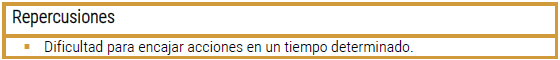 Repercusiones
▪ Dificultad para encajar acciones en un tiempo determinado.